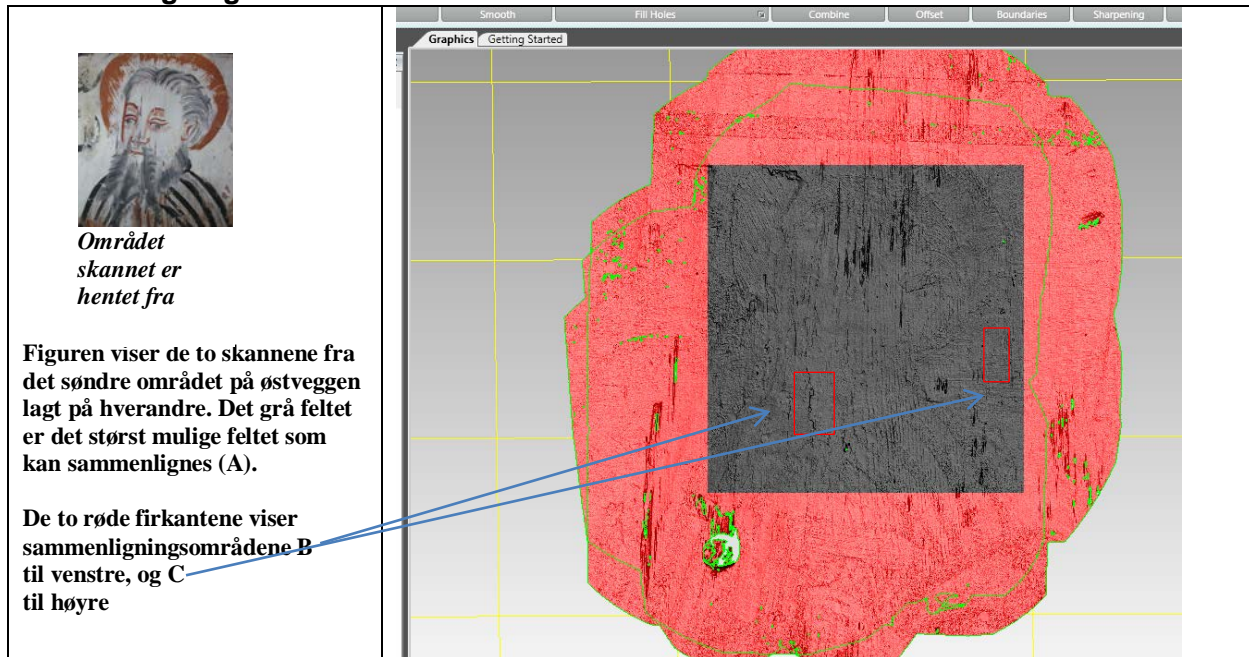 Smooth Fill Holes Combine Offset Boundaries Sharpening
Graphics Getting Started
Området
skannet er
hentet fra
Figuren viser de to skannene fra
det søndre området på østveggen
lagt på hverandre. Det grå feltet
er det størst mulige feltet som
kan sammenlignes (A).
De to røde firkantene viser
sammenligningsområdene B
til venstre, og C
til høyre